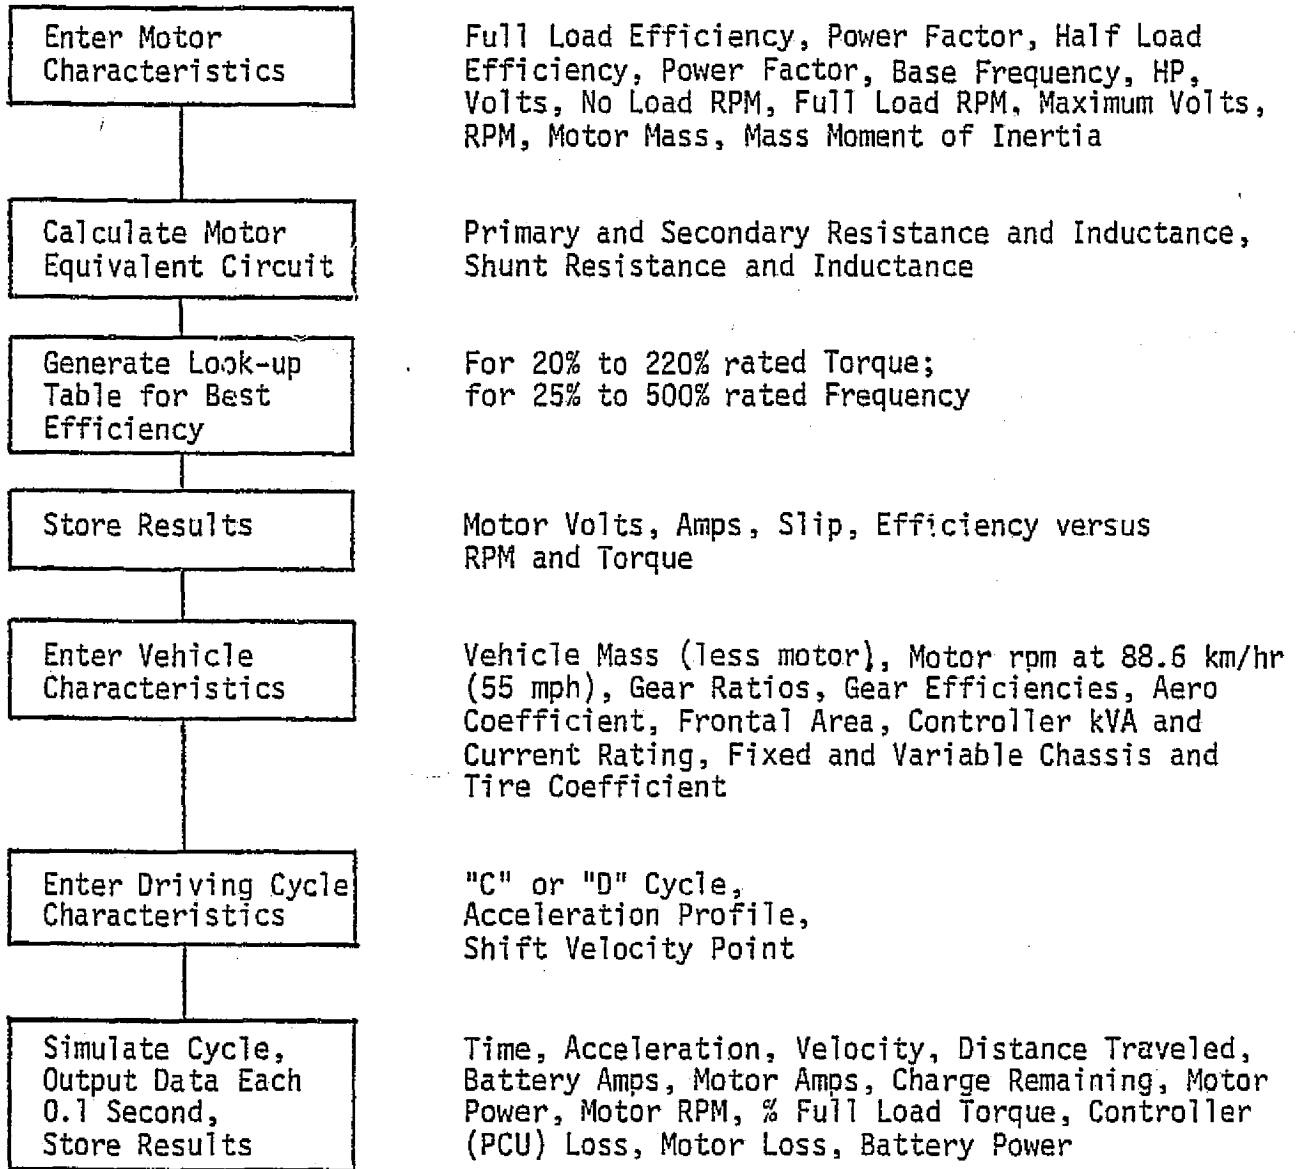 Enter Motor
Characteristics
Full Load Efficiency, Power Factor, Half Load
Efficiency, Power Factor, Base Frequency, HP,
Volts, No Load RPM, Full Load RPM, Maximum Volts,
RPM, Motor Mass, Mass Moment of Inertia
Calculate Motor
Equivalent Circuit
Primary and Secondary Resistance and Inductance,
Shunt Resistance and Inductance
Generate Look-up
Table for Best
Efficiency
For 20% to 220% rated Torque;
for 25% to 500% rated Frequency
Store Results
Motor Volts, Amps, Slip, Efficiency versus
RPM and Torque
Enter Vehicle
Characteristics
Vehicle Mass (less motor), Motor rpm at 88.6 km/hr
(55 mph), Gear Ratios, Gear Efficiencies, Aero
Coefficient, Frontal Area, Controller kVA and
Current Rating, Fixed and Variable Chassis and
Tire Coefficient
Enter Driving Cycle
Characteristics
"C" or "D" Cycle,
Acceleration Profile,
Shift Velocity Point
Simulate Cycle,
Output Data Each
0.1 Second,
Store Results
Time, Acceleration, Velocity, Distance Traveled,
Battery Amps, Motor Amps, Charge Remaining, Motor
Power, Motor RPM, % Full Load Torque, Controller
(PCU) Loss, Motor Loss, Battery Power